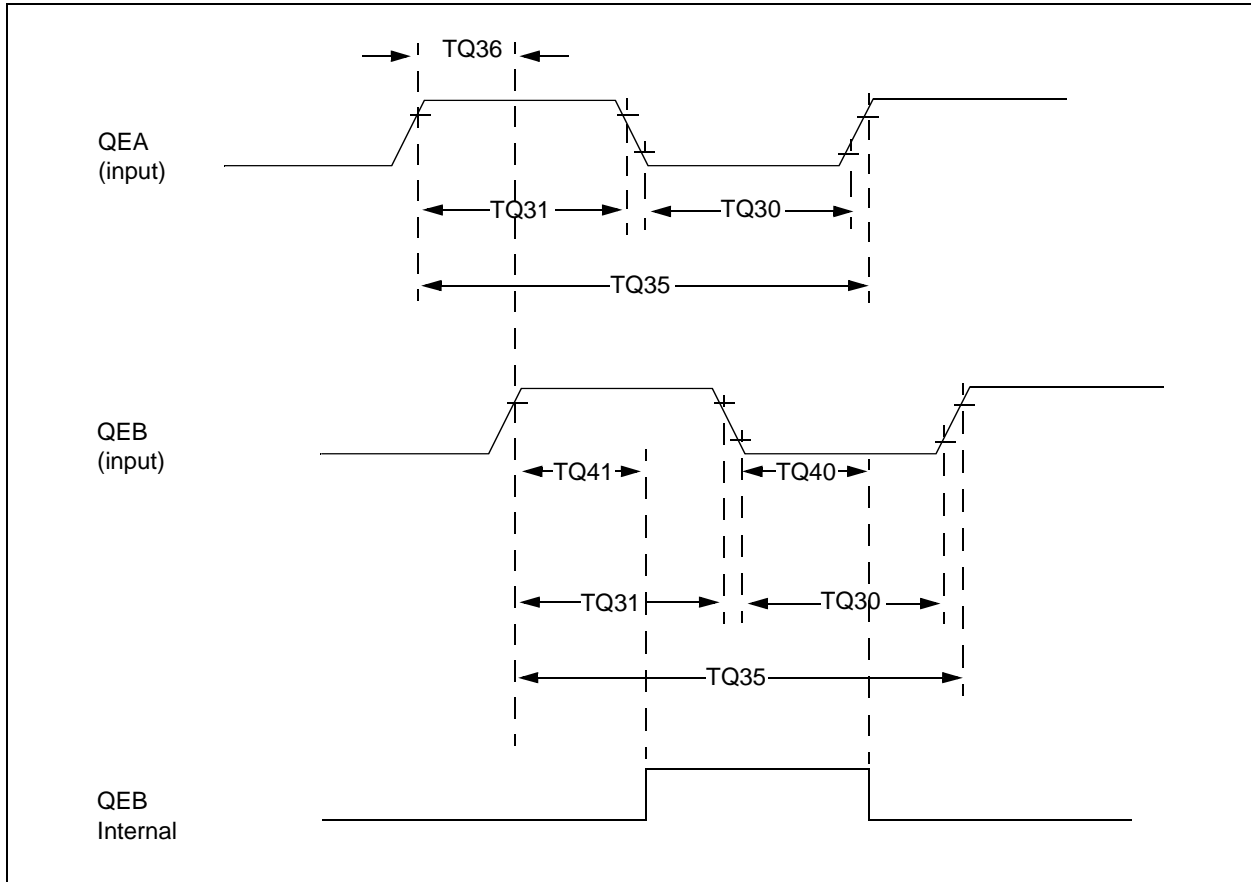 TQ36
QEA
(input)
TQ31
TQ30
TQ35
QEB
(input)
TQ41
TQ40
TQ31
TQ30
TQ35
QEB
Internal